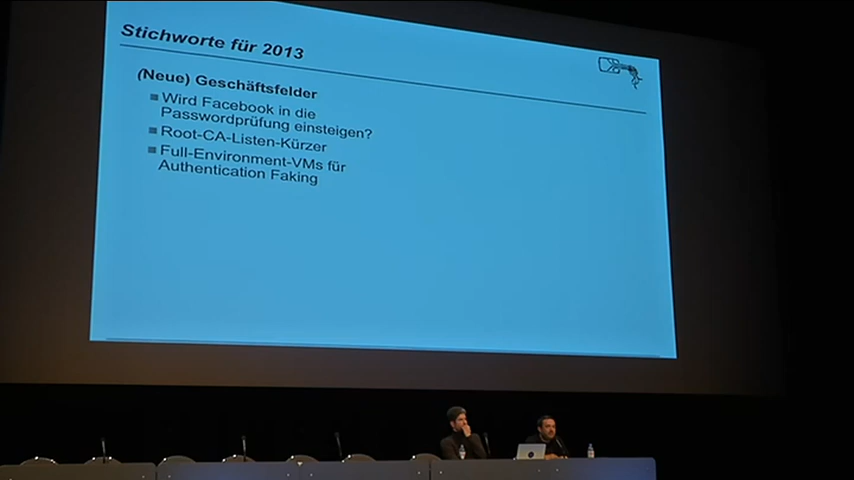 Stichworte für 2013
(Neue) Geschäftsfelder
Wird Facebook in die
Passwordprüfung einsteigen?
Root-CA-Listen-Kürzer
Full-Environment-VMs für
Authentication Faking